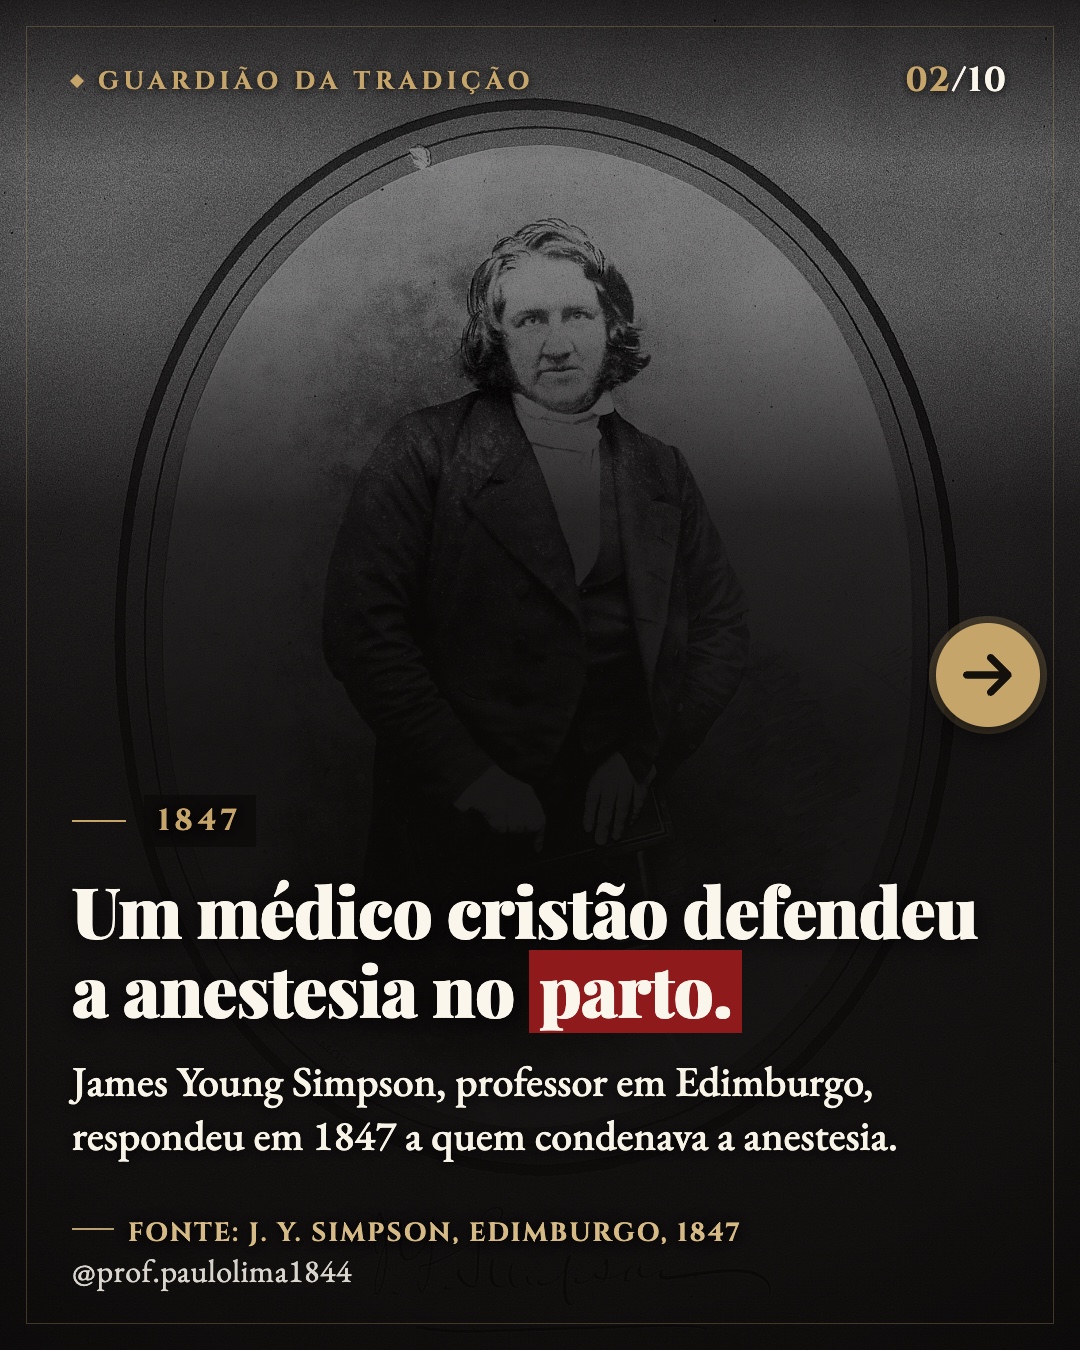 GUARDIÃO DA TRADIÇÃO
02/10
1847
Um médico cristão defendeu
a anestesia no parto.
James Young Simpson, professor em Edimburgo,
respondeu em 1847 a quem condenava a anestesia.
FONTE: J. Y. SIMPSON, EDIMBURGO, 1847
@prof.paulolima1844